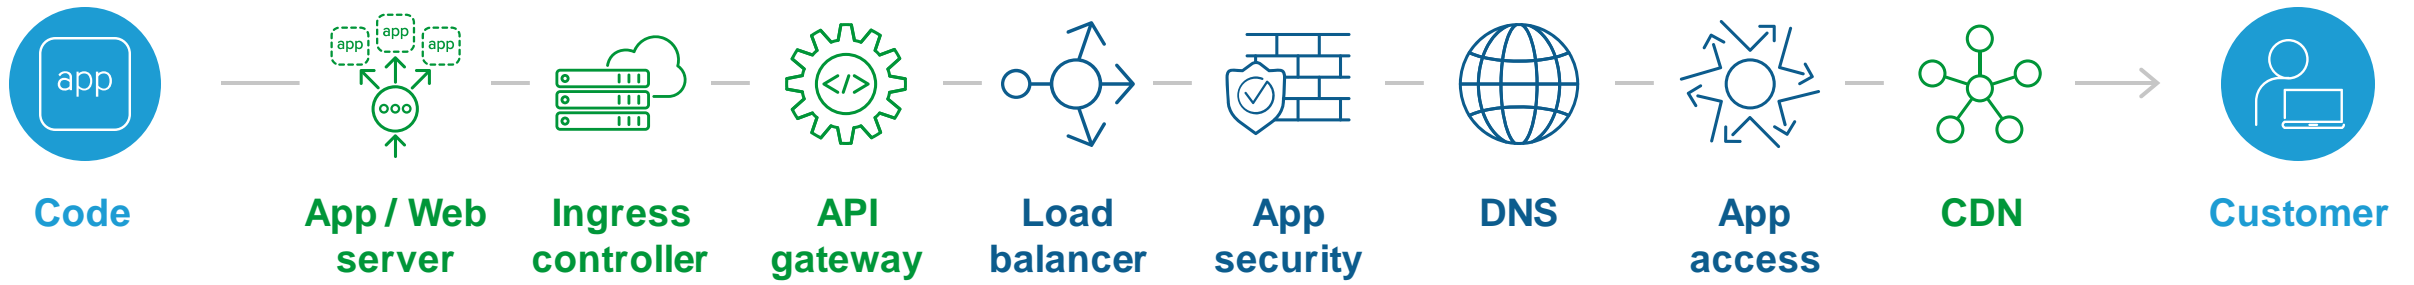 app
app
app
app
</>
Code
App / Web
server
Ingress
controller
API
gateway
Load
balancer
App
security
DNS
App
access
CDN
Customer